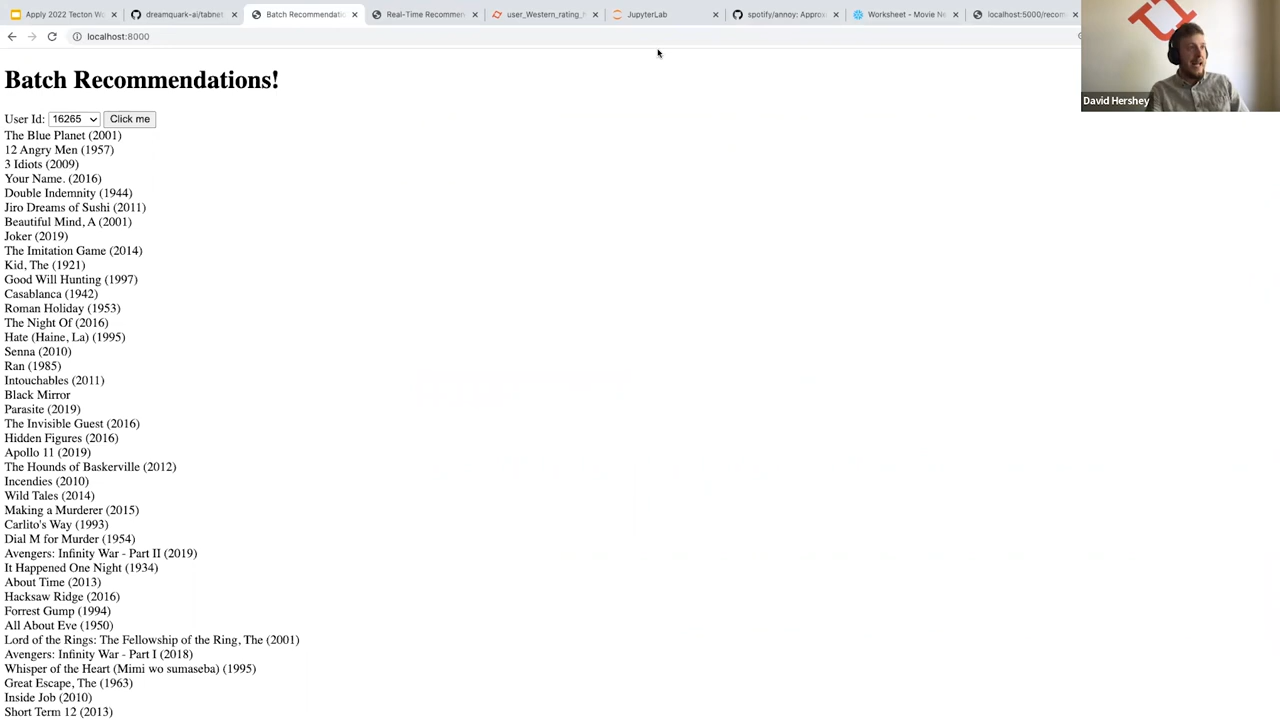 Apply 2022 Tecton Wo
dreamquark-ai/tabnet
Batch Recommendatio
Real-Time Recommen
user_Western_rating_
JupyterLab
spotify/annoy: Approx
Worksheet - Movie Ne
localhost:5000/recom
localhost:8000
David Hershey
Batch Recommendations!
User Id: 16265 Click me
The Blue Planet (2001)
12 Angry Men (1957)
3 Idiots (2009)
Your Name. (2016)
Double Indemnity (1944)
Jiro Dreams of Sushi (2011)
Beautiful Mind, A (2001)
Joker (2019)
The Imitation Game (2014)
Kid, The (1921)
Good Will Hunting (1997)
Casablanca (1942)
Roman Holiday (1953)
The Night Of (2016)
Hate (Haine, La) (1995)
Senna (2010)
Ran (1985)
Intouchables (2011)
Black Mirror
Parasite (2019)
The Invisible Guest (2016)
Hidden Figures (2016)
Apollo 11 (2019)
The Hounds of Baskerville (2012)
Incendies (2010)
Wild Tales (2014)
Making a Murderer (2015)
Carlito's Way (1993)
Dial M for Murder (1954)
Avengers: Infinity War - Part II (2019)
It Happened One Night (1934)
About Time (2013)
Hacksaw Ridge (2016)
Forrest Gump (1994)
All About Eve (1950)
Lord of the Rings: The Fellowship of the Ring, The (2001)
Avengers: Infinity War - Part I (2018)
Whisper of the Heart (Mimi wo sumaseba) (1995)
Great Escape, The (1963)
Inside Job (2010)
Short Term 12 (2013)